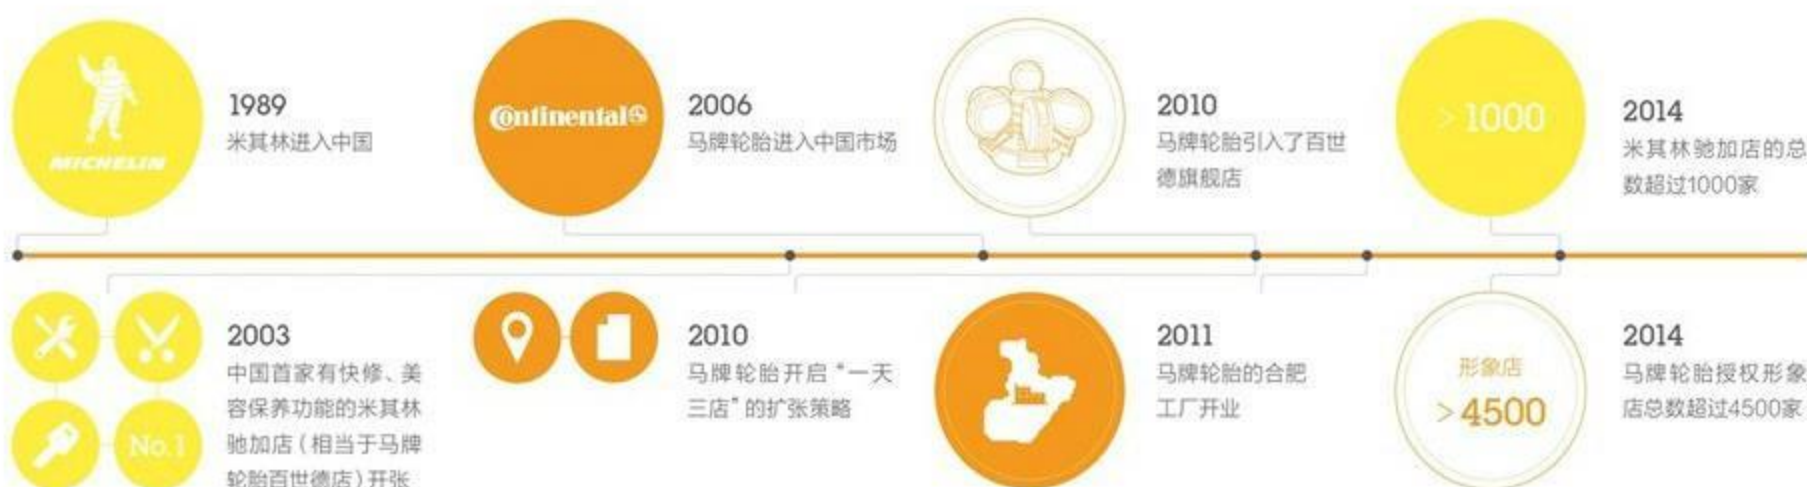 MICHELIN
1989
米其林进入中国
Continental
2006
马牌轮胎进入中国市场
2010
马牌轮胎引入了百世
德旗舰店
> 1000
2014
米其林驰加店的总
数超过1000家
No.1
2003
中国首家有快修、美
容保养功能的米其林
驰加店(相当于马牌
轮胎百世德店)开张
2010
马牌轮胎开启“一天
三店”的扩张策略
2011
马牌轮胎的合肥
工厂开业
形象店
> 4500
2014
马牌轮胎授权形象
店总数超过4500家